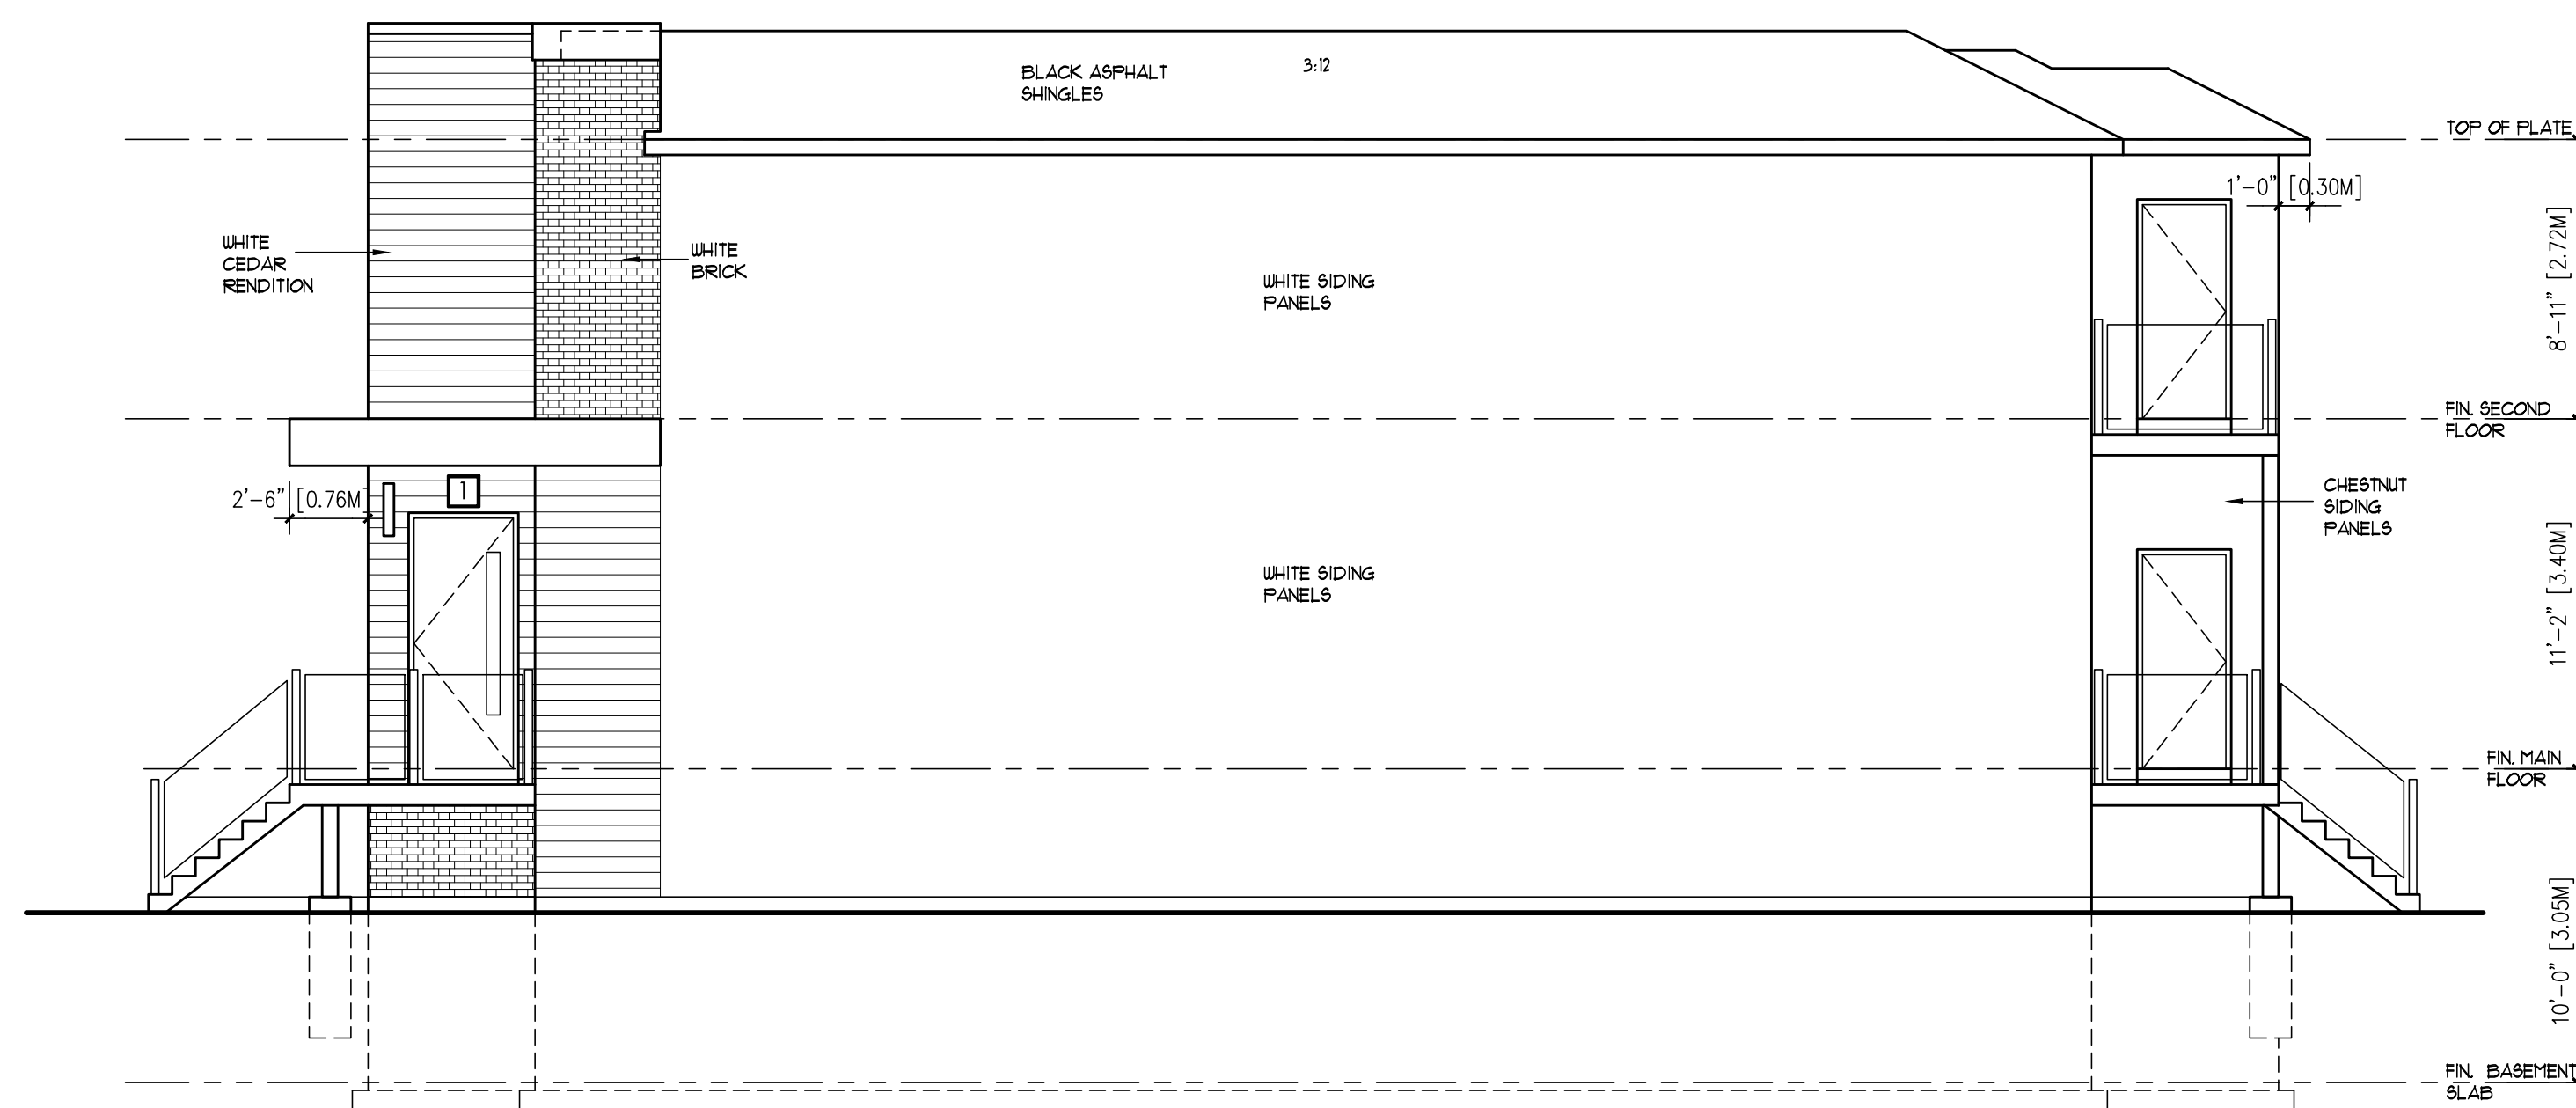 BLACK ASPHALT
SHINGLES
3:12
TOP OF PLATE
1'-0" [0.30M]
8'-11" [2.72M]
WHITE
CEDAR
RENDITION
WHITE
BRICK
WHITE SIDING
PANELS
FIN. SECOND
FLOOR
2'-6" [0.76M]
1
CHESTNUT
SIDING
PANELS
11'-2" [3.40M]
WHITE SIDING
PANELS
FIN. MAIN
FLOOR
10'-0" [3.05M]
FIN. BASEMENT
SLAB